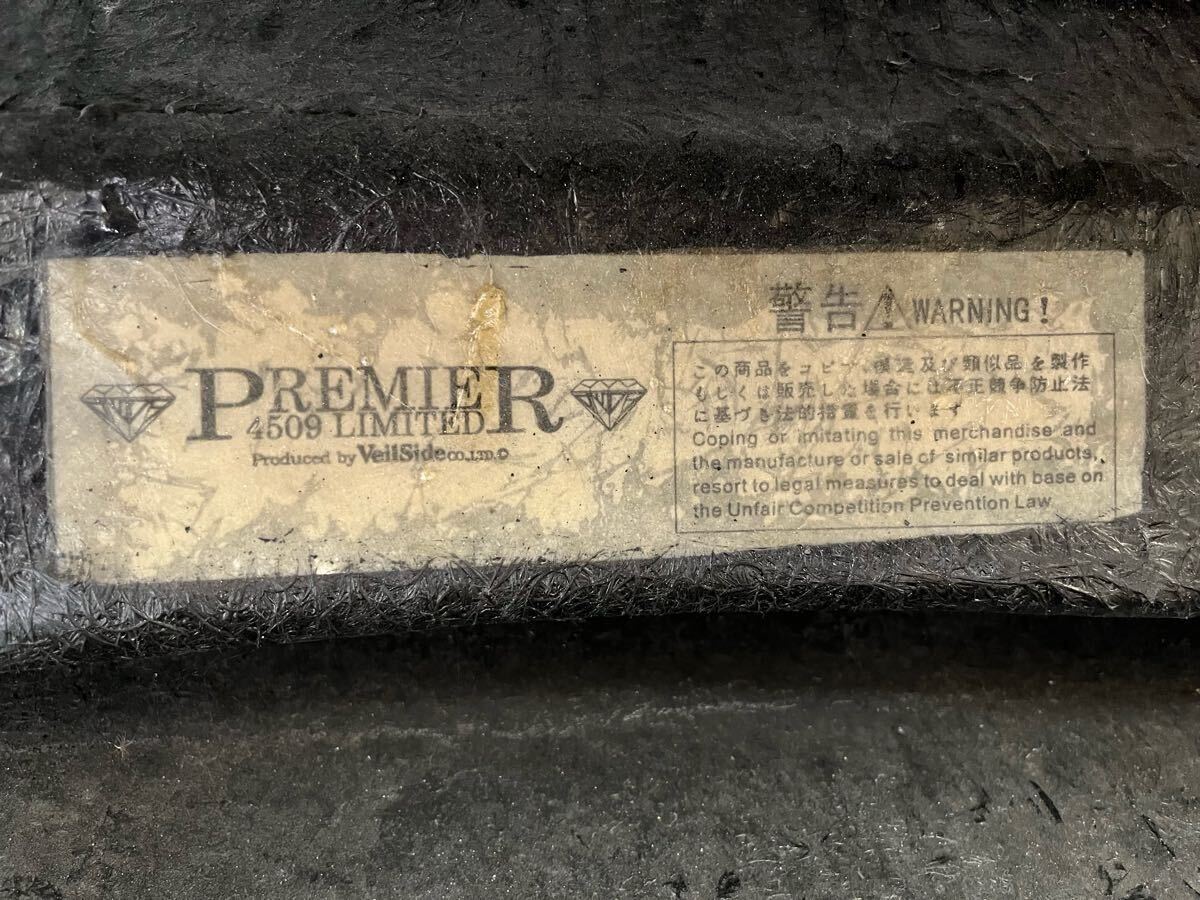 PREMIER
4509 LIMITED
Produced by VeilSide CO.,LTD.©
警告⚠WARNING!
この商品をコピー、模造及び類似品を製作
もしくは販売した場合には不正競争防止法
に基づき法的措置を行います
Coping or imitating this merchandise and
the manufacture or sale of similar products,
resort to legal measures to deal with base on
the Unfair Competition Prevention Law